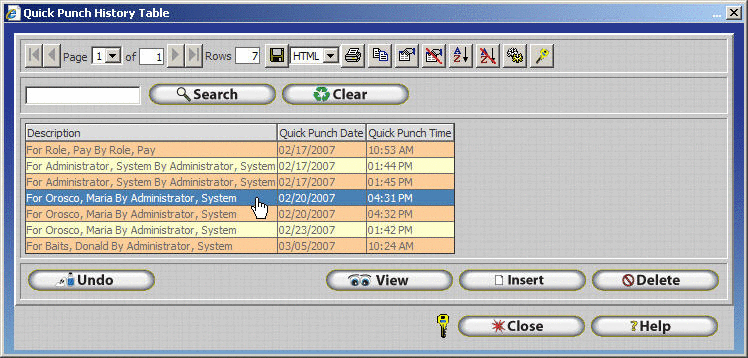 Quick Punch History Table
Page 1 of 1 Rows 7 HTML
Search Clear
Description Quick Punch Date Quick Punch Time
For Role, Pay By Role, Pay 02/17/2007 10:53 AM
For Administrator, System By Administrator, System 02/17/2007 01:44 PM
For Administrator, System By Administrator, System 02/17/2007 01:45 PM
For Orosco, Maria By Administrator, System 02/20/2007 04:31 PM
For Orosco, Maria By Administrator, System 02/20/2007 04:32 PM
For Orosco, Maria By Administrator, System 02/23/2007 01:42 PM
For Baits, Donald By Administrator, System 03/05/2007 10:24 AM
Undo View Insert Delete
Close Help